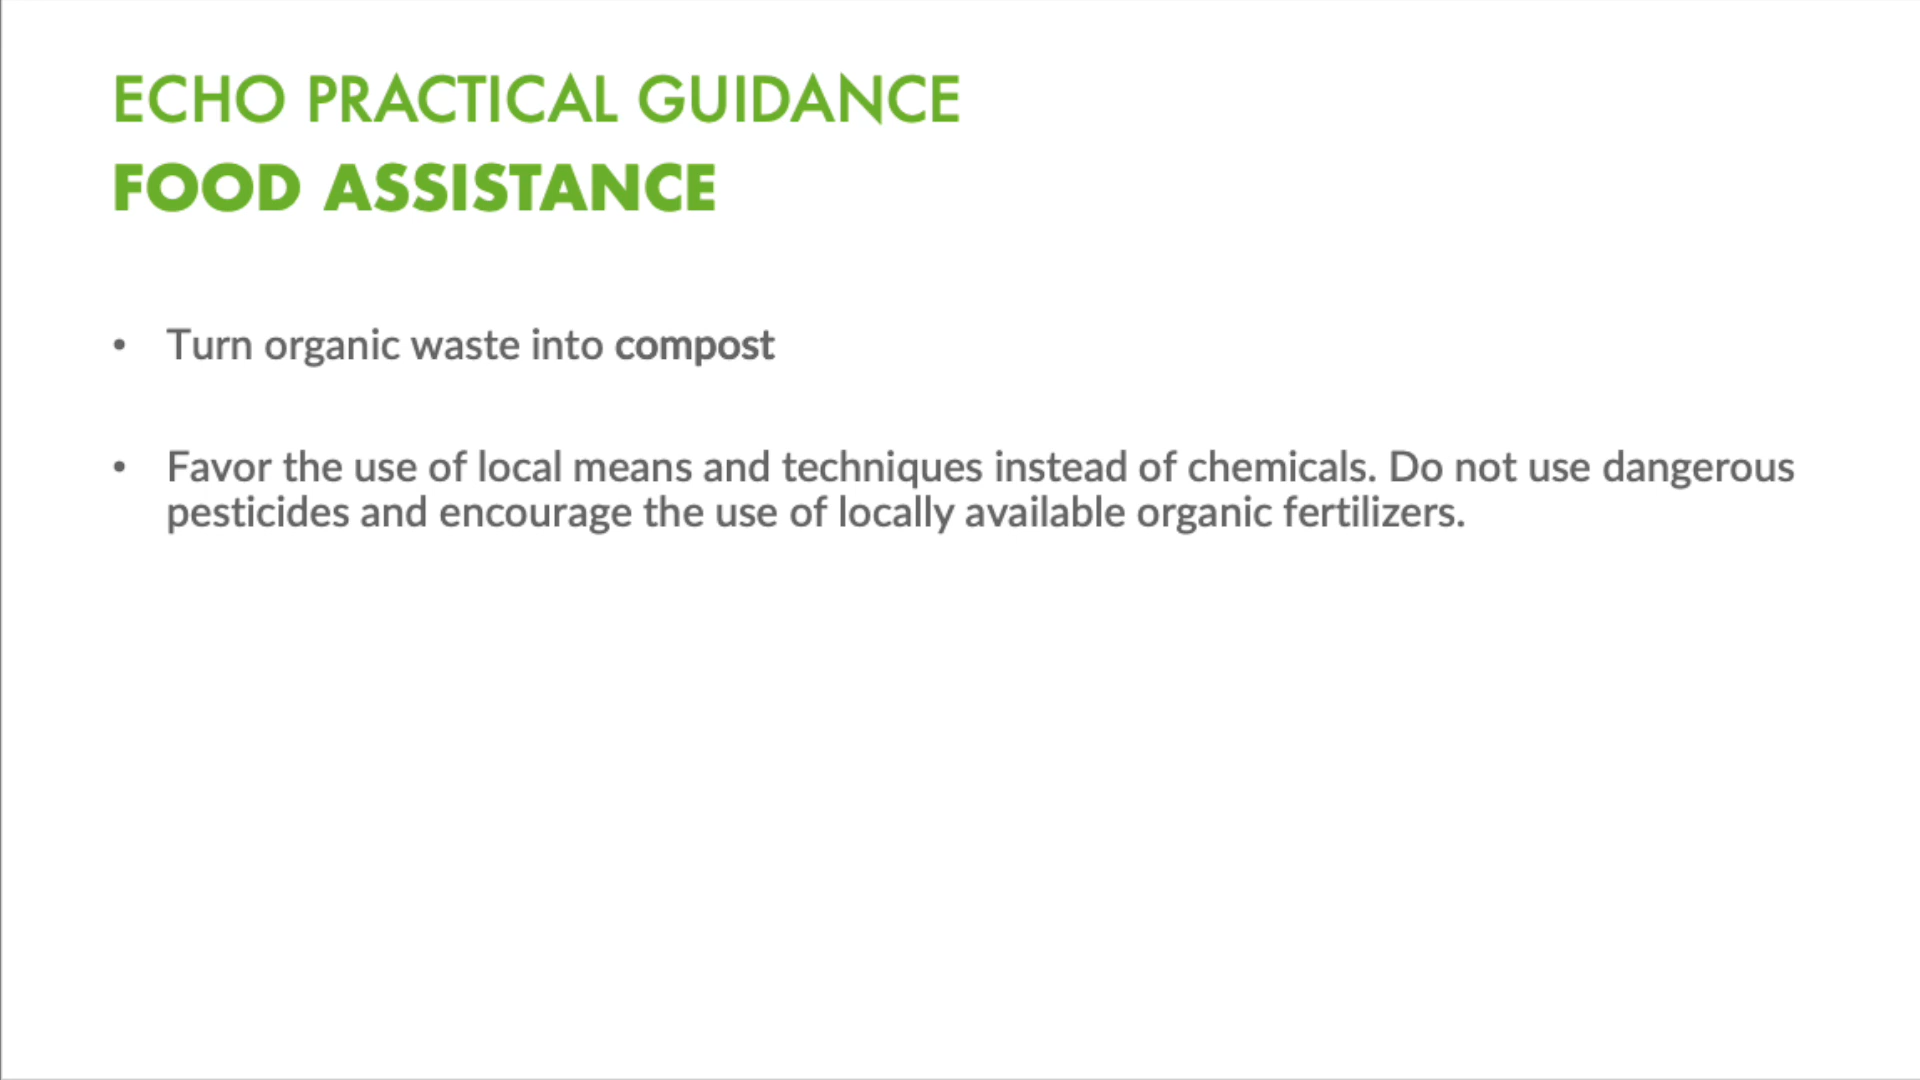 ECHO PRACTICAL GUIDANCE
FOOD ASSISTANCE
• Turn organic waste into compost
• Favor the use of local means and techniques instead of chemicals. Do not use dangerous
pesticides and encourage the use of locally available organic fertilizers.